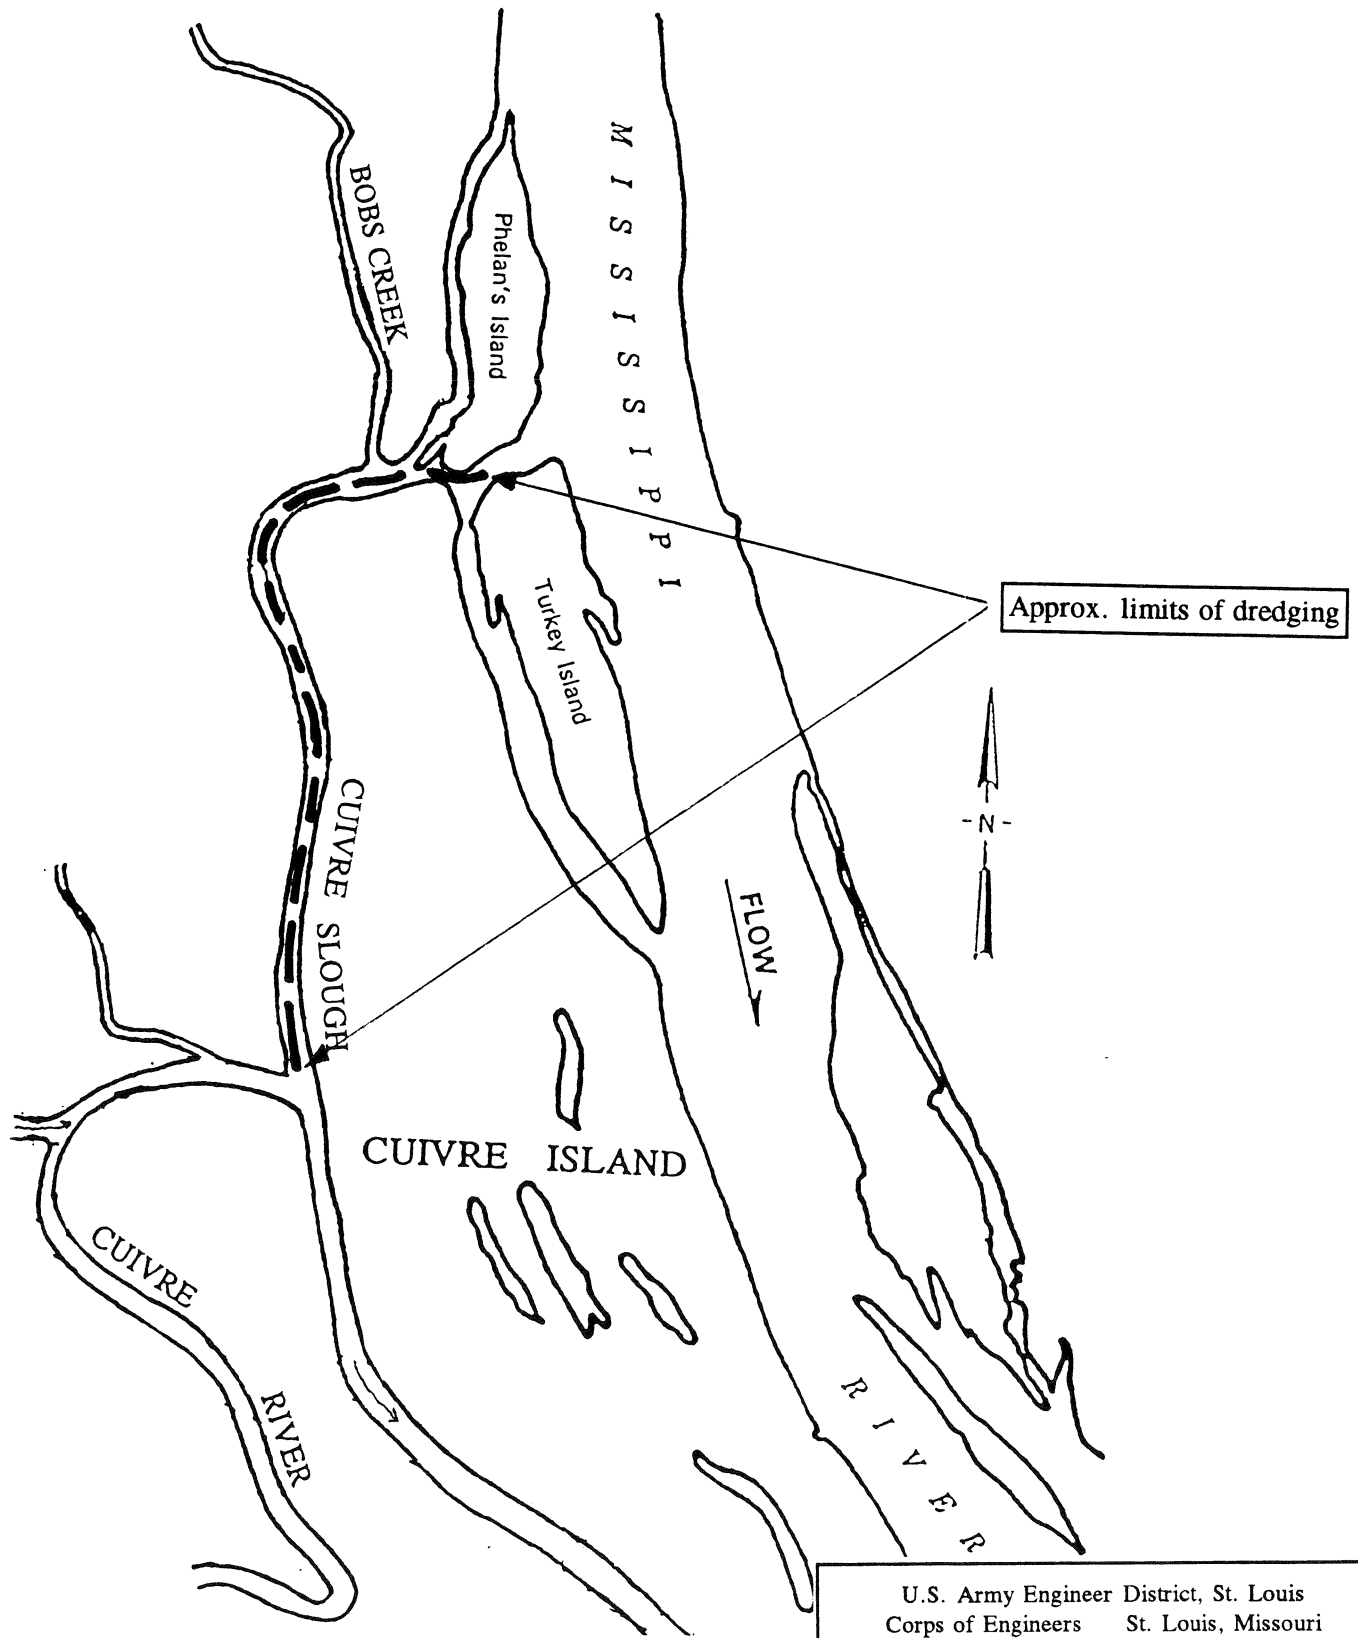 MISSISSIPPI
BOBS CREEK
Phelan's Island
Turkey Island
Approx. limits of dredging
CUIVRE SLOUGH
- N -
FLOW
CUIVRE ISLAND
CUIVRE
RIVER
RIVER
U.S. Army Engineer District, St. Louis
Corps of Engineers St. Louis, Missouri